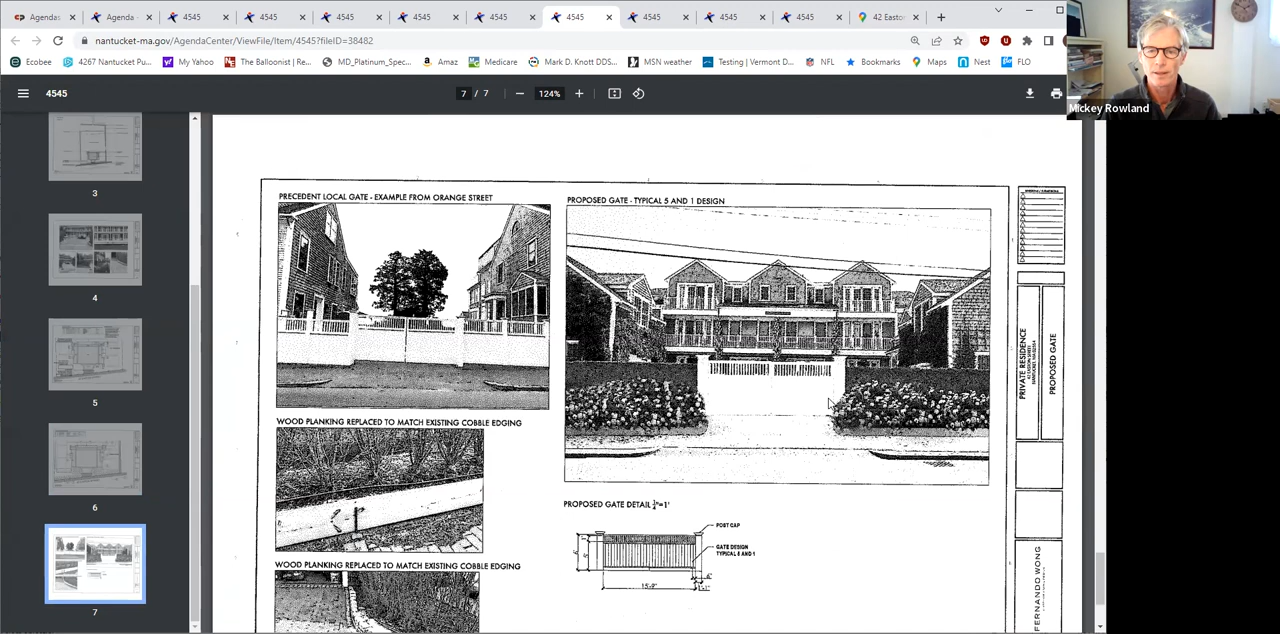 Agendas
Agenda -
4545
4545
4545
4545
4545
4545
4545
4545
4545
42 Easton
nantucket-ma.gov/AgendaCenter/ViewFile/Item/4545?fileID=38482
Ecobee
4267 Nantucket Pu...
My Yahoo
The Balloonist | Re...
MD_Platinum_Spec...
Amaz
Medicare
Mark D. Knott DDS...
MSN weather
Testing | Vermont D...
NFL
Bookmarks
Maps
Nest
FLO
4545
7 / 7
124%
Mickey Rowland
3
4
5
6
7
PRECEDENT LOCAL GATE - EXAMPLE FROM ORANGE STREET
PROPOSED GATE - TYPICAL 5 AND 1 DESIGN
WOOD PLANKING REPLACED TO MATCH EXISTING COBBLE EDGING
PROPOSED GATE DETAIL ¼"=1'
POST CAP
GATE DESIGN
TYPICAL 5 AND 1
WOOD PLANKING REPLACED TO MATCH EXISTING COBBLE EDGING
PRIVATE RESIDENCE
PROPOSED GATE
FERNANDO WONG